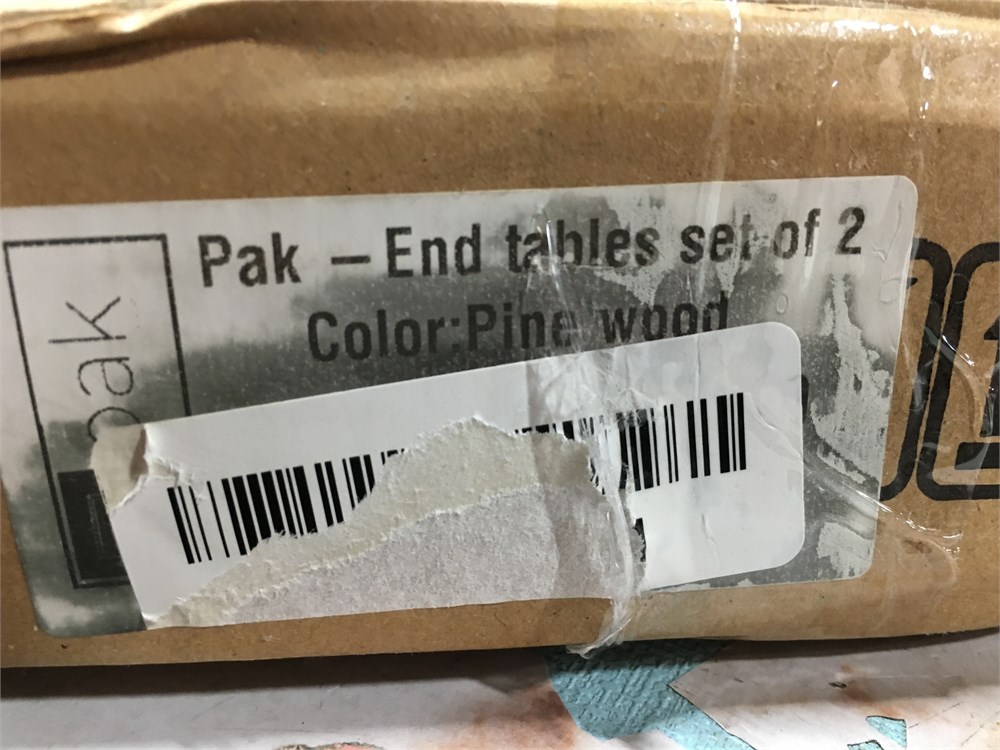 Pak – End tables set of 2
Color:Pine wood
pak